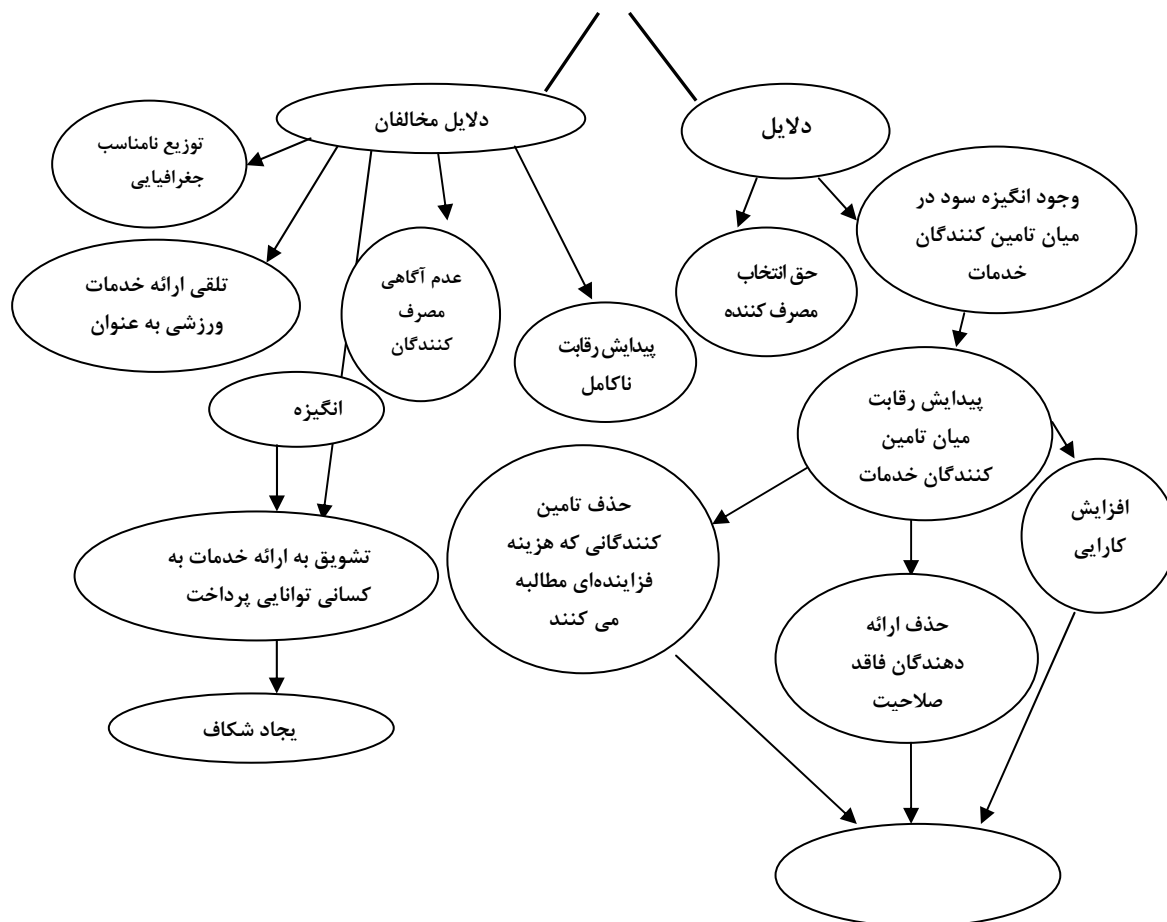 دلایل
دلایل مخالفان
توزیع نامناسب
جغرافیایی
وجود انگیزه سود در
میان تامین کنندگان
خدمات
حق انتخاب
مصرف کننده
عدم آگاهی
مصرف
کنندگان
تلقی ارائه خدمات
ورزشی به عنوان
پیدایش رقابت
ناکامل
پیدایش رقابت
میان تامین
کنندگان خدمات
انگیزه
افزایش
کارایی
حذف تامین
کنندگانی که هزینه
فزاینده‌ای مطالبه
می کنند
تشویق به ارائه خدمات به
کسانی توانایی پرداخت
حذف ارائه
دهندگان فاقد
صلاحیت
یجاد شکاف